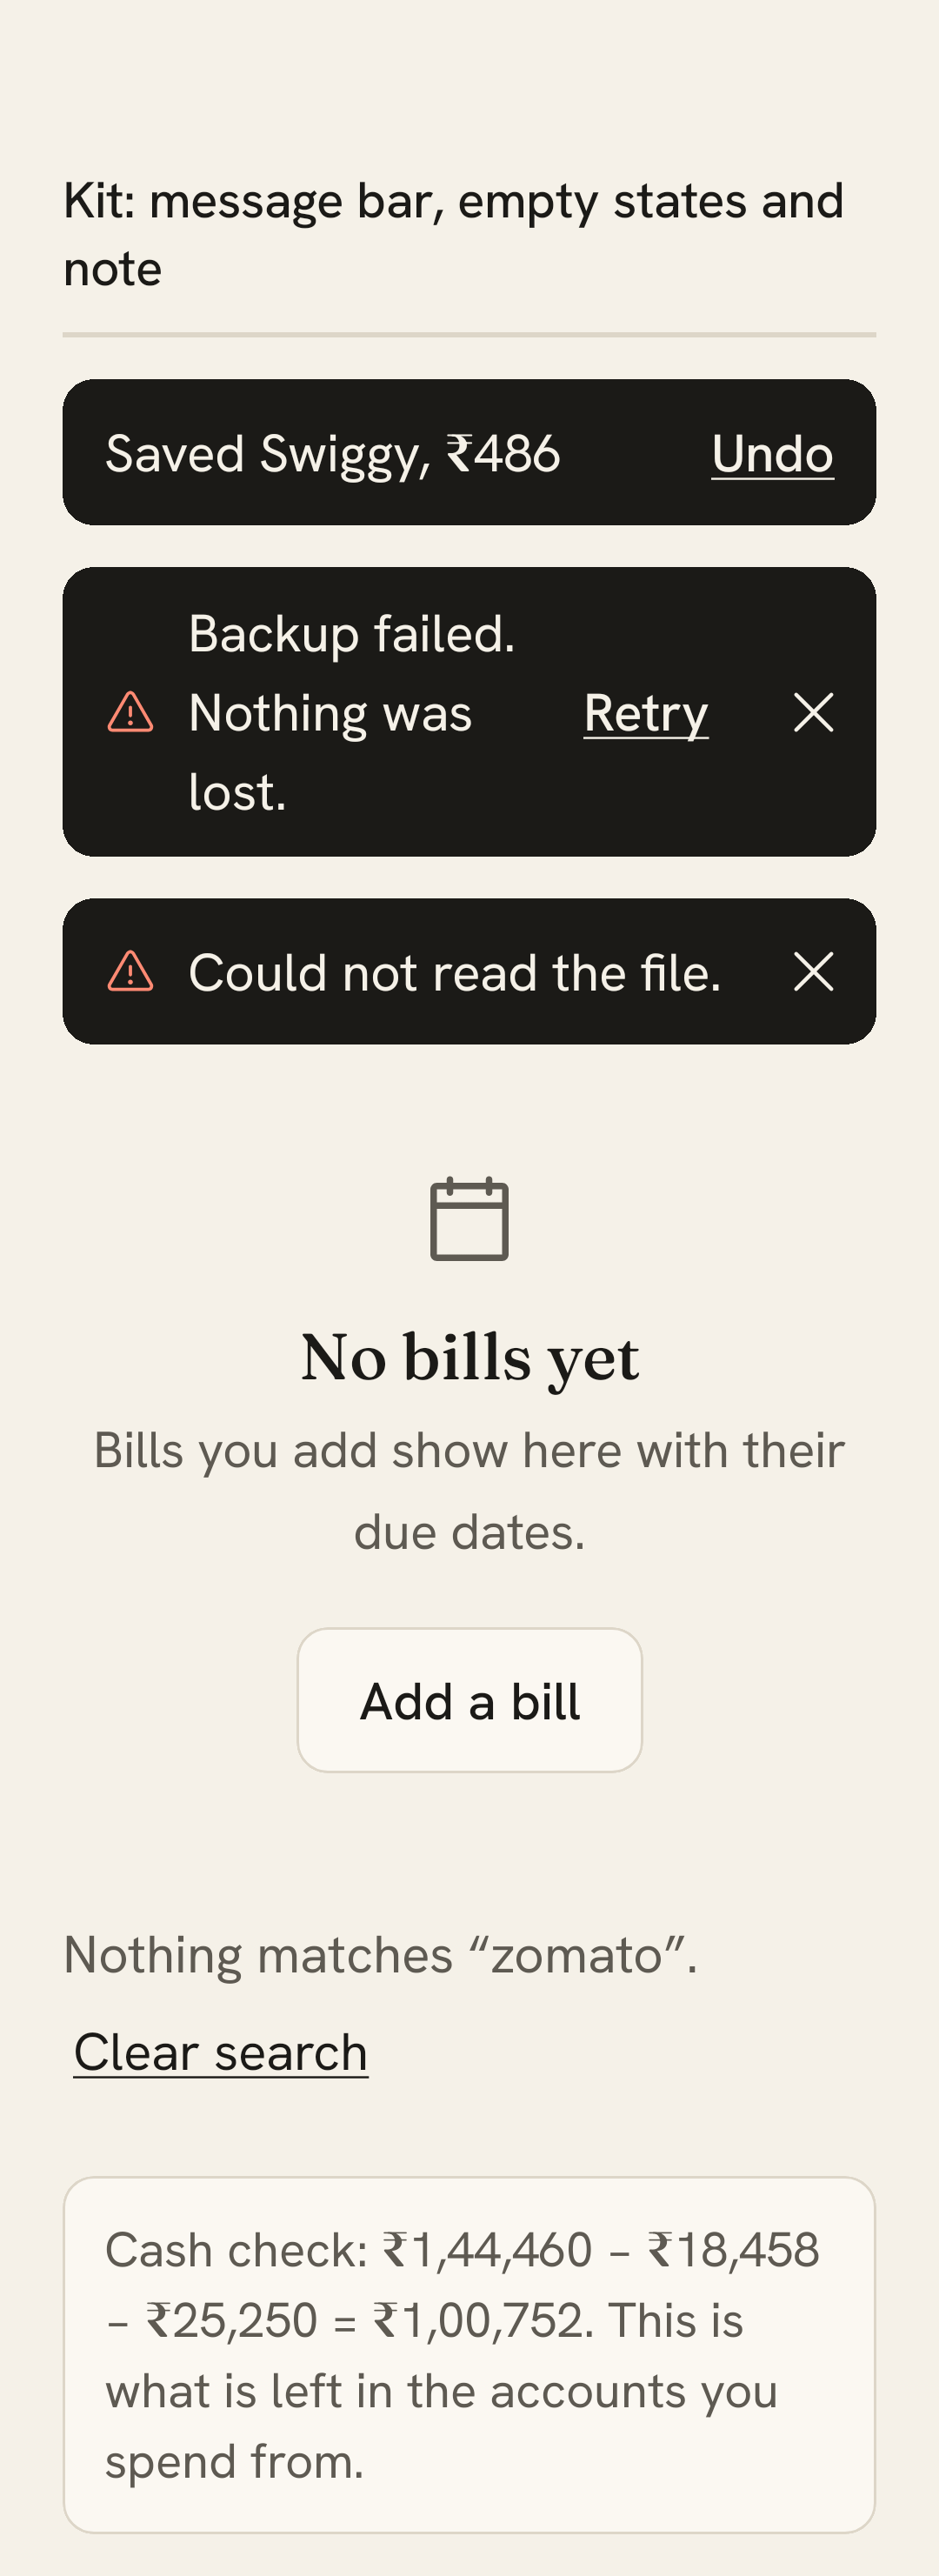 Kit: message bar, empty states and
note
Saved Swiggy, ₹486 Undo
Backup failed.
Nothing was
lost.
Retry
Could not read the file.
No bills yet
Bills you add show here with their
due dates.
Add a bill
Nothing matches “zomato”.
Clear search
Cash check: ₹1,44,460 – ₹18,458
– ₹25,250 = ₹1,00,752. This is
what is left in the accounts you
spend from.